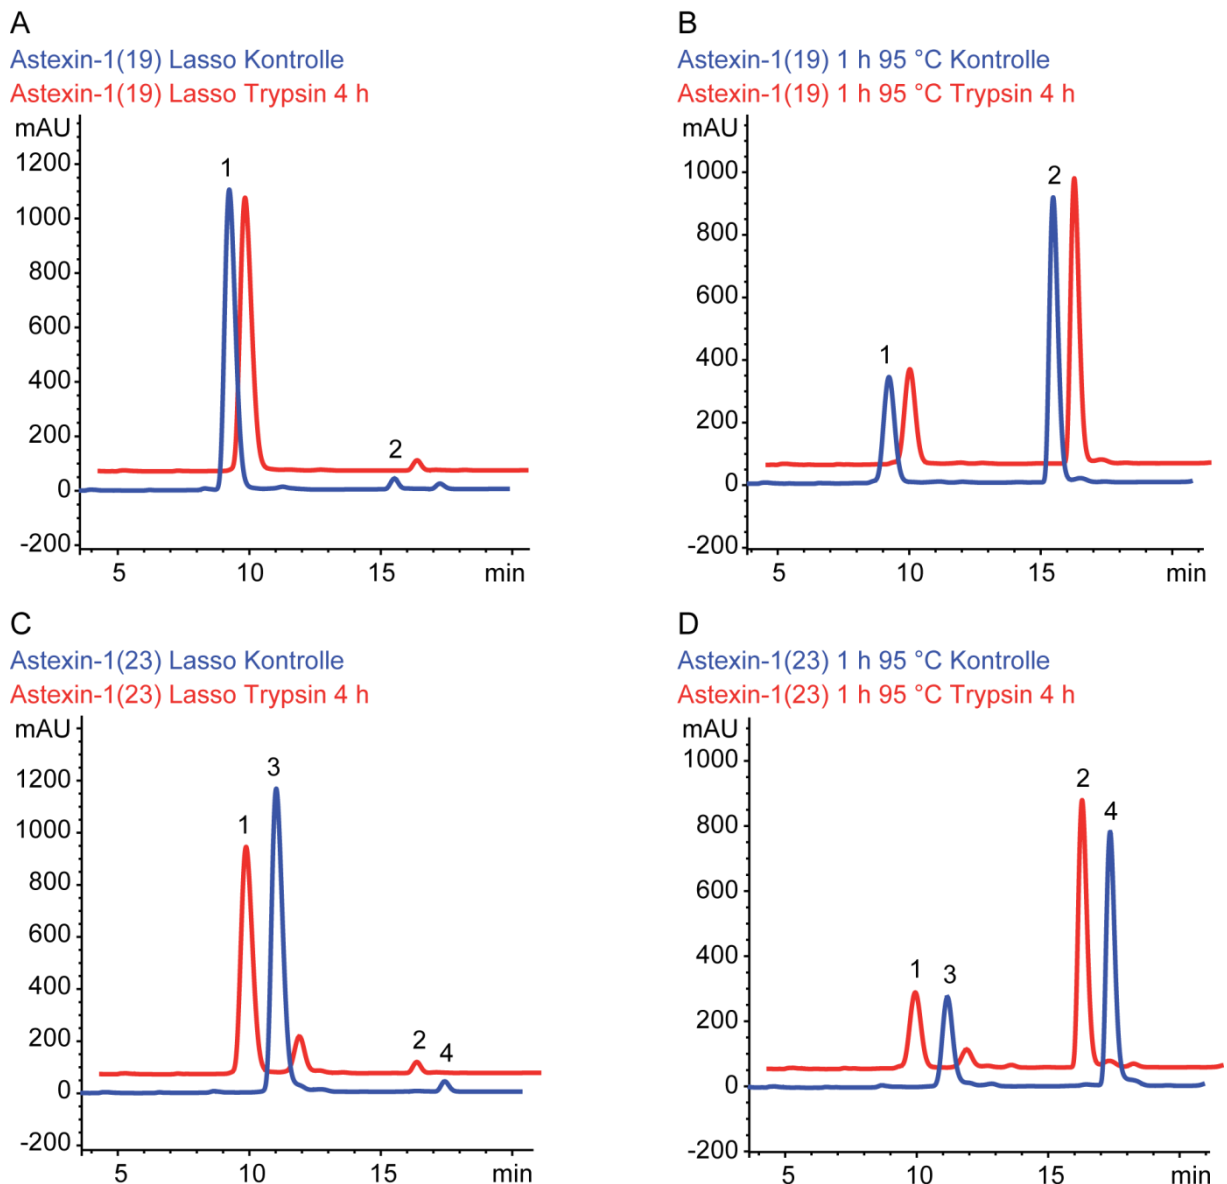 A
Astexin-1(19) Lasso Kontrolle
Astexin-1(19) Lasso Trypsin 4 h
mAU
1200
1000
800
600
400
200
0
-200
1
2
5
10
15
min
B
Astexin-1(19) 1 h 95 °C Kontrolle
Astexin-1(19) 1 h 95 °C Trypsin 4 h
mAU
1000
800
600
400
200
0
-200
1
2
5
10
15
min
C
Astexin-1(23) Lasso Kontrolle
Astexin-1(23) Lasso Trypsin 4 h
mAU
1200
1000
800
600
400
200
0
-200
3
1
2
4
5
10
15
min
D
Astexin-1(23) 1 h 95 °C Kontrolle
Astexin-1(23) 1 h 95 °C Trypsin 4 h
mAU
1000
800
600
400
200
0
-200
1
3
2
4
5
10
15
min